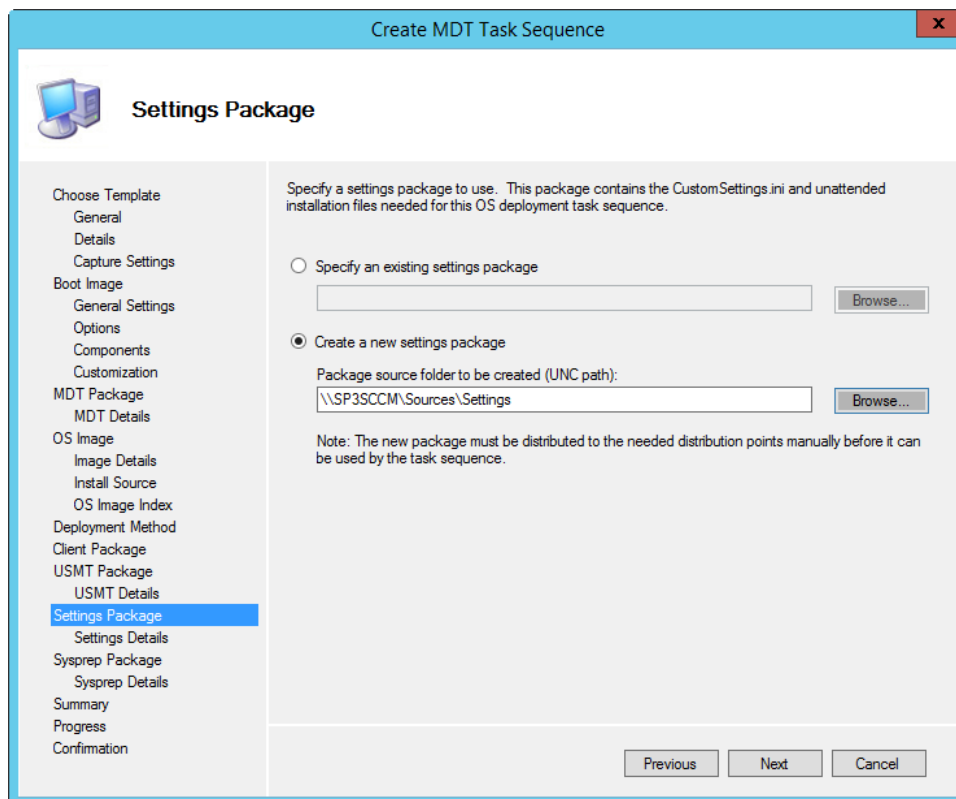 Create MDT Task Sequence
x
Settings Package
Choose Template
General
Details
Capture Settings
Boot Image
General Settings
Options
Components
Customization
MDT Package
MDT Details
OS Image
Image Details
Install Source
OS Image Index
Deployment Method
Client Package
USMT Package
USMT Details
Settings Package
Settings Details
Sysprep Package
Sysprep Details
Summary
Progress
Confirmation
Specify a settings package to use.  This package contains the CustomSettings.ini and unattended
installation files needed for this OS deployment task sequence.
Specify an existing settings package
Browse...
Create a new settings package
Package source folder to be created (UNC path):
\\SP3SCCM\Sources\Settings
Browse...
Note: The new package must be distributed to the needed distribution points manually before it can
be used by the task sequence.
Previous
Next
Cancel